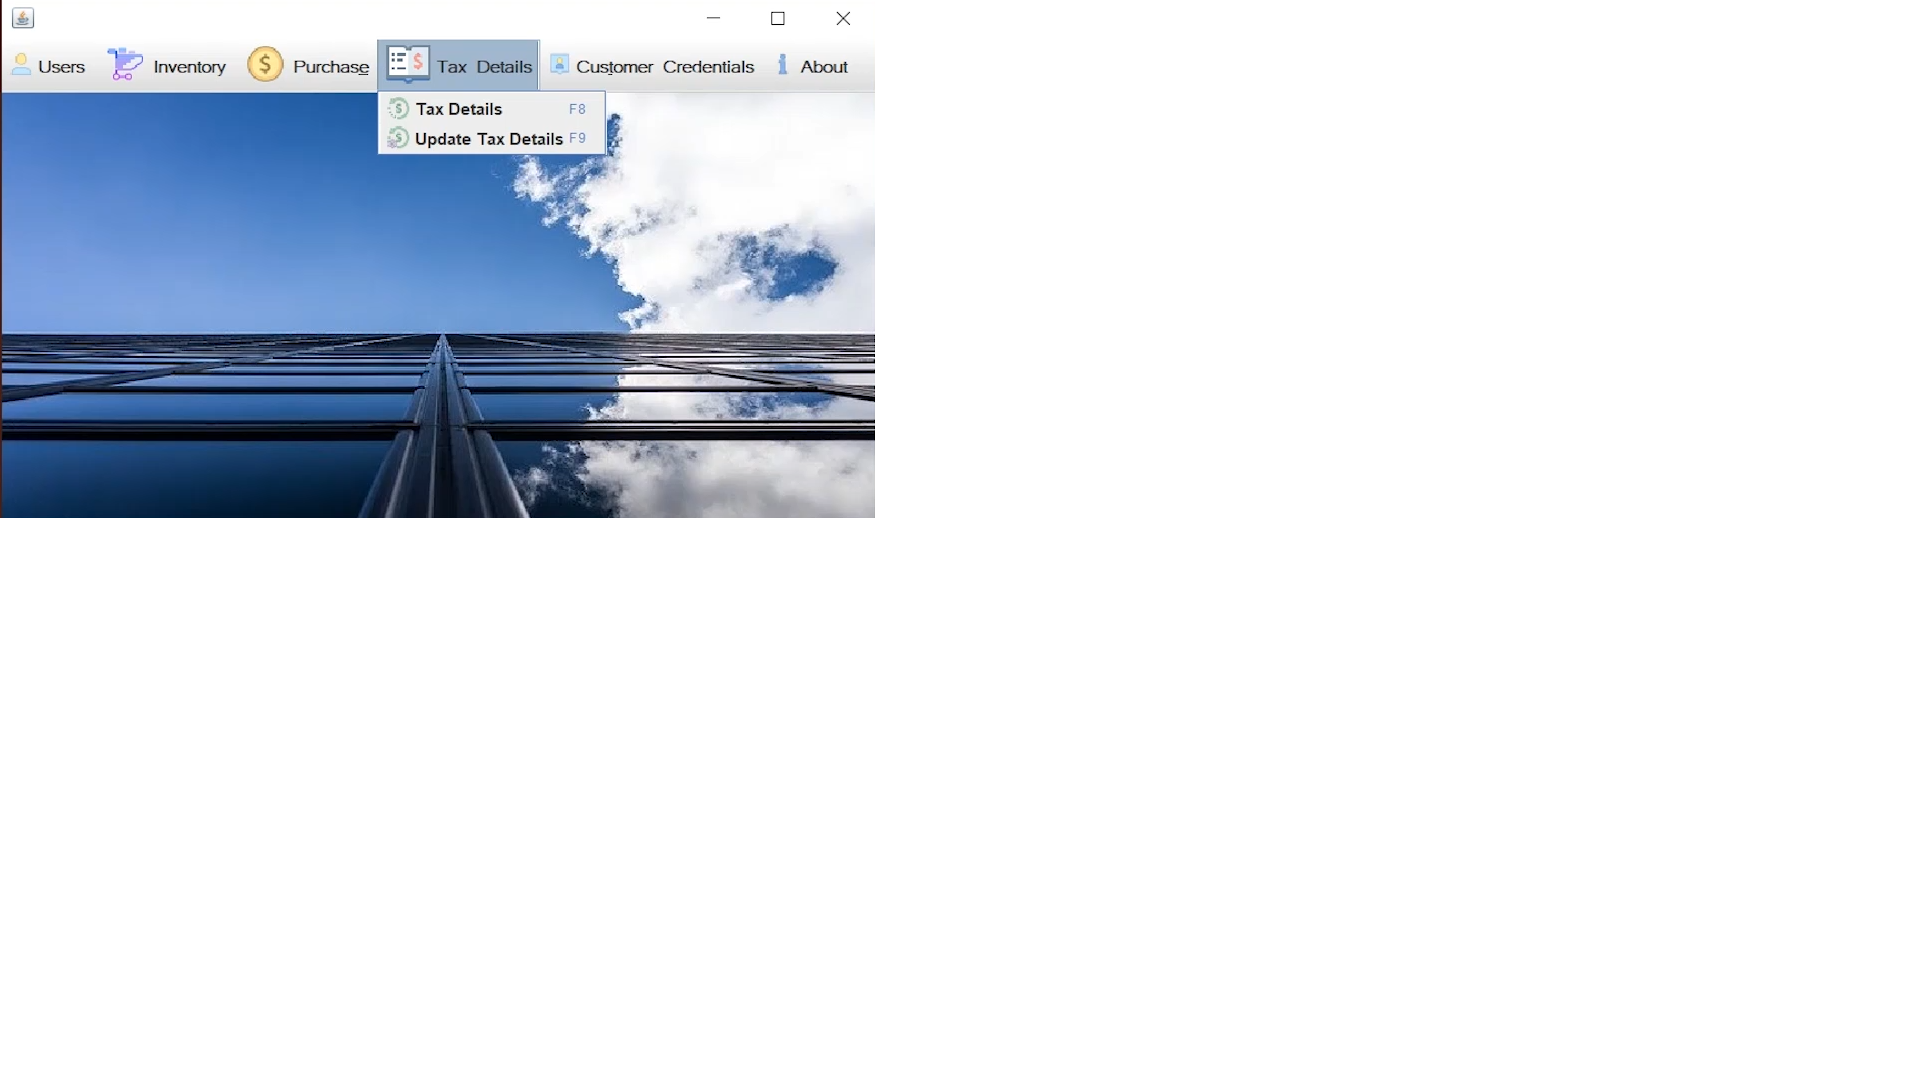 Users Inventory Purchase Tax Details Customer Credentials About
Tax Details F8
Update Tax Details F9